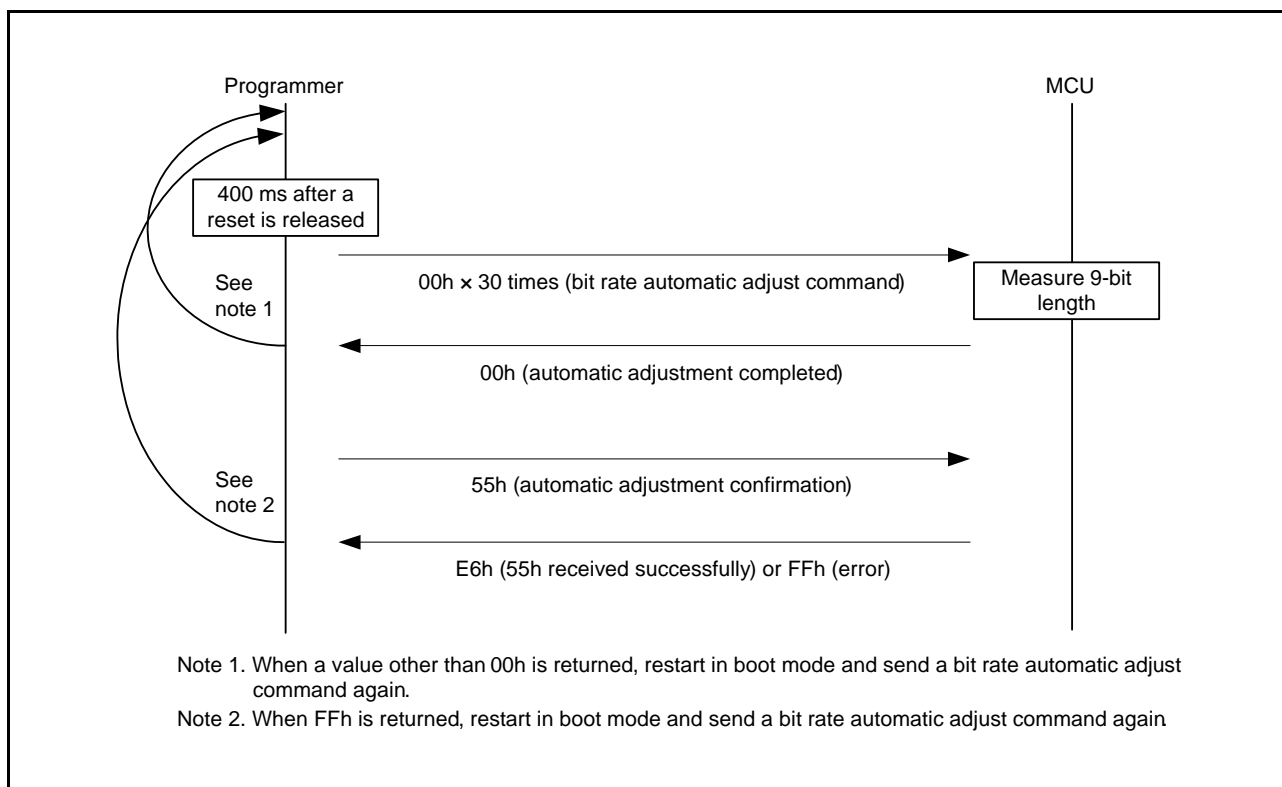 Programmer
MCU
400 ms after a
reset is released
00h × 30 times (bit rate automatic adjust command)
Measure 9-bit
length
See
note 1
00h (automatic adjustment completed)
55h (automatic adjustment confirmation)
See
note 2
E6h (55h received successfully) or FFh (error)
Note 1. When a value other than 00h is returned, restart in boot mode and send a bit rate automatic adjust
command again.
Note 2. When FFh is returned, restart in boot mode and send a bit rate automatic adjust command again.